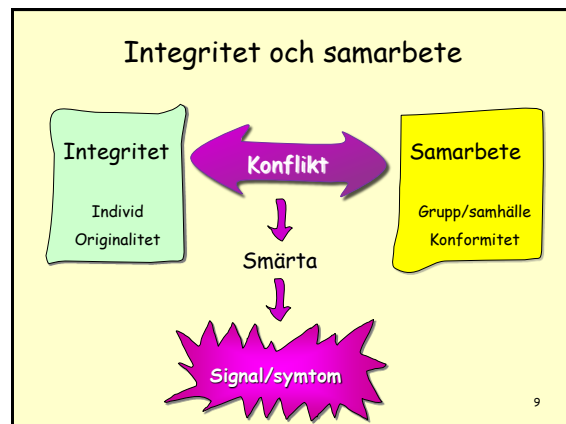 Integritet och samarbete
Integritet
Individ
Originalitet
Konflikt
Samarbete
Grupp/samhälle
Konformitet
Smärta
Signal/symtom
9